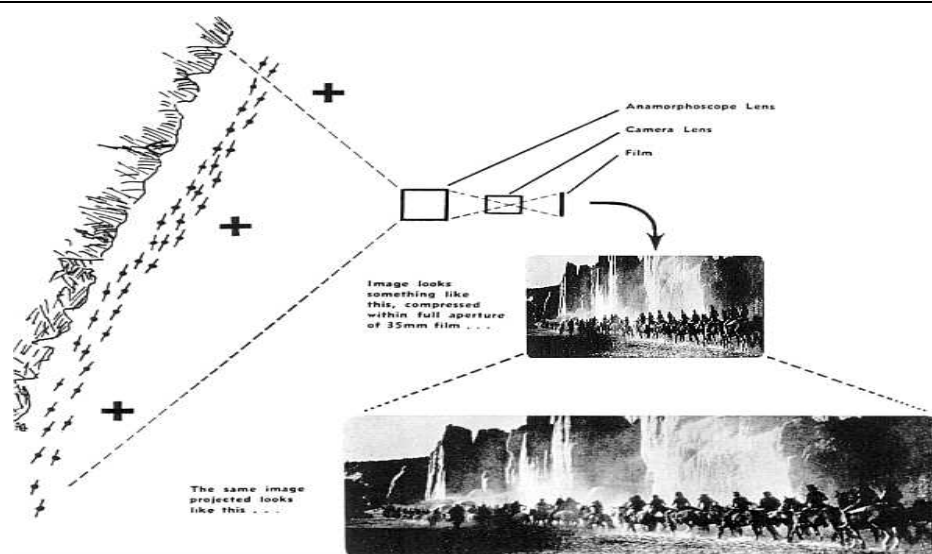 Anamorphoscope Lens
Camera Lens
Film
Image looks
something like
this, compressed
within full aperture
of 35mm film . . .
The same image
projected looks
like this . . .